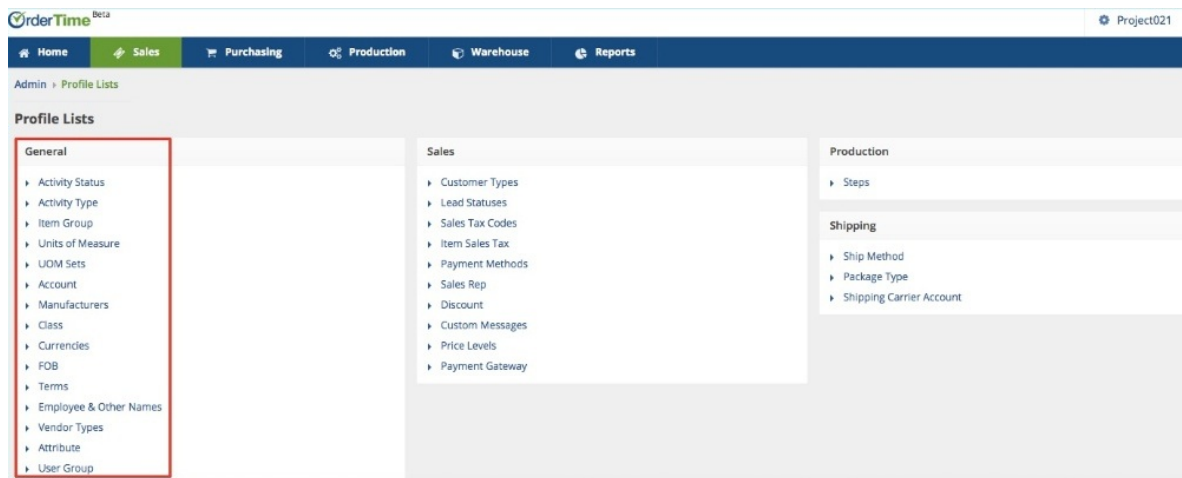 OrderTime Beta
Project021
Home Sales Purchasing Production Warehouse Reports
Admin Profile Lists
Profile Lists
General
Activity Status
Activity Type
Item Group
Units of Measure
UOM Sets
Account
Manufacturers
Class
Currencies
FOB
Terms
Employee & Other Names
Vendor Types
Attribute
User Group
Sales
Customer Types
Lead Statuses
Sales Tax Codes
Item Sales Tax
Payment Methods
Sales Rep
Discount
Custom Messages
Price Levels
Payment Gateway
Production
Steps
Shipping
Ship Method
Package Type
Shipping Carrier Account